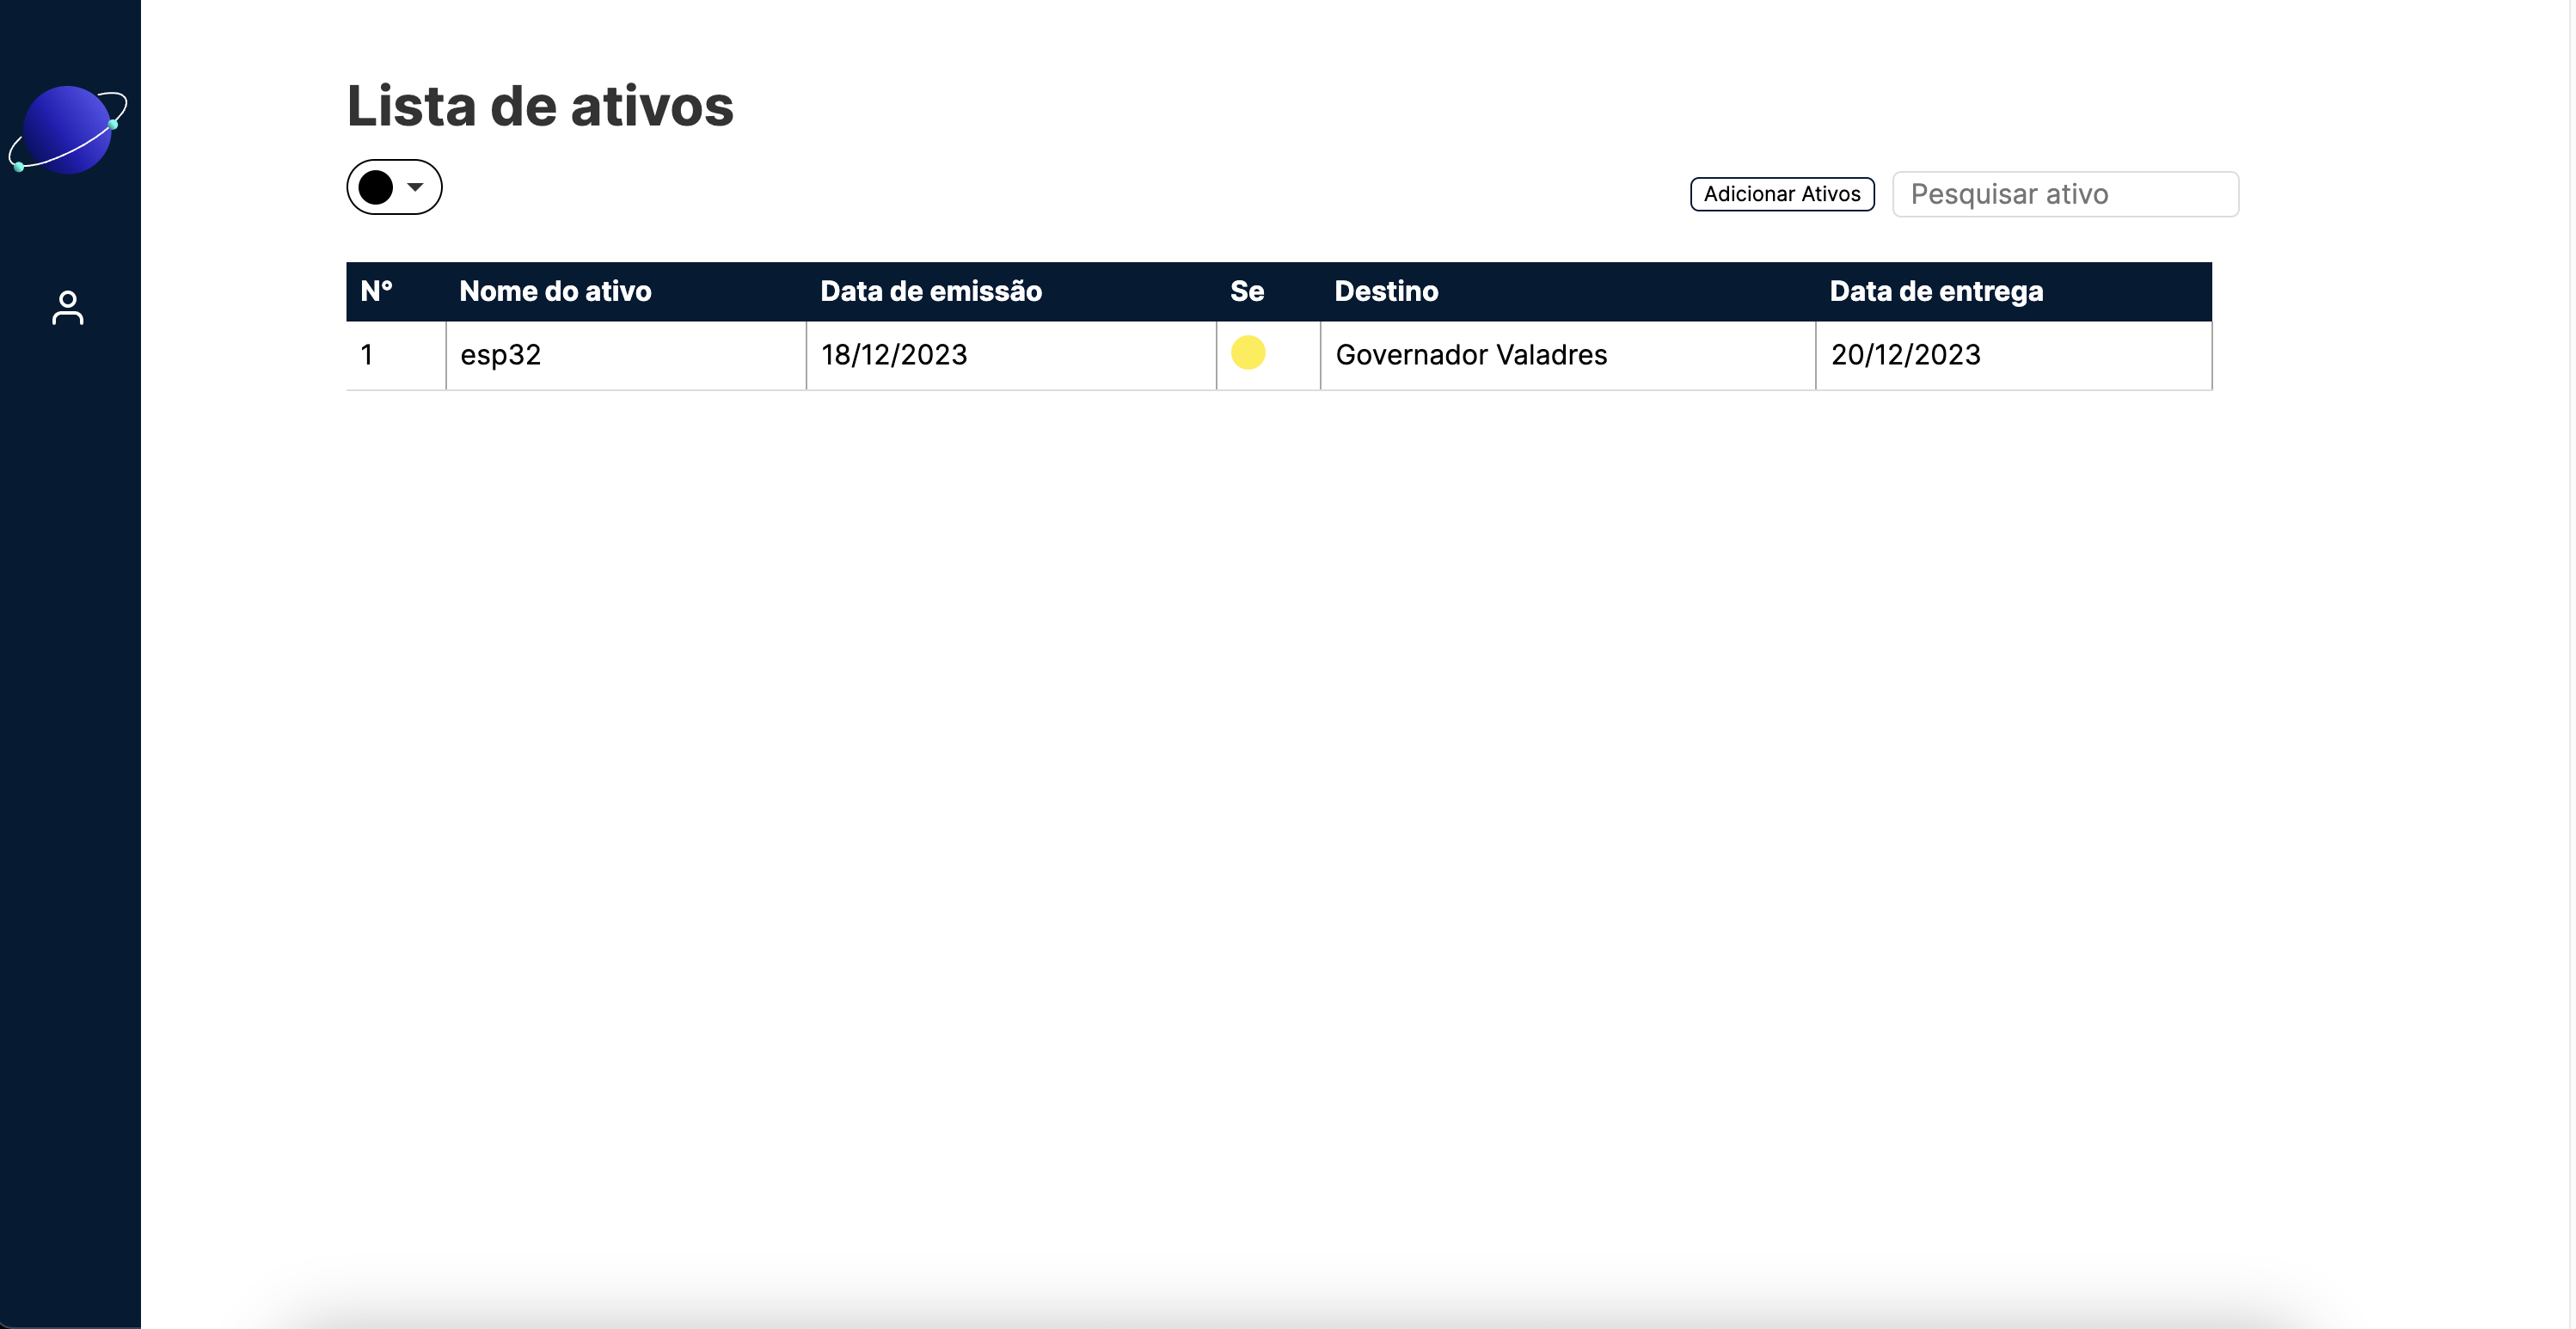 Lista de ativos
Adicionar Ativos Pesquisar ativo
N° Nome do ativo Data de emissão Se Destino Data de entrega
1 esp32 18/12/2023 Governador Valadres 20/12/2023